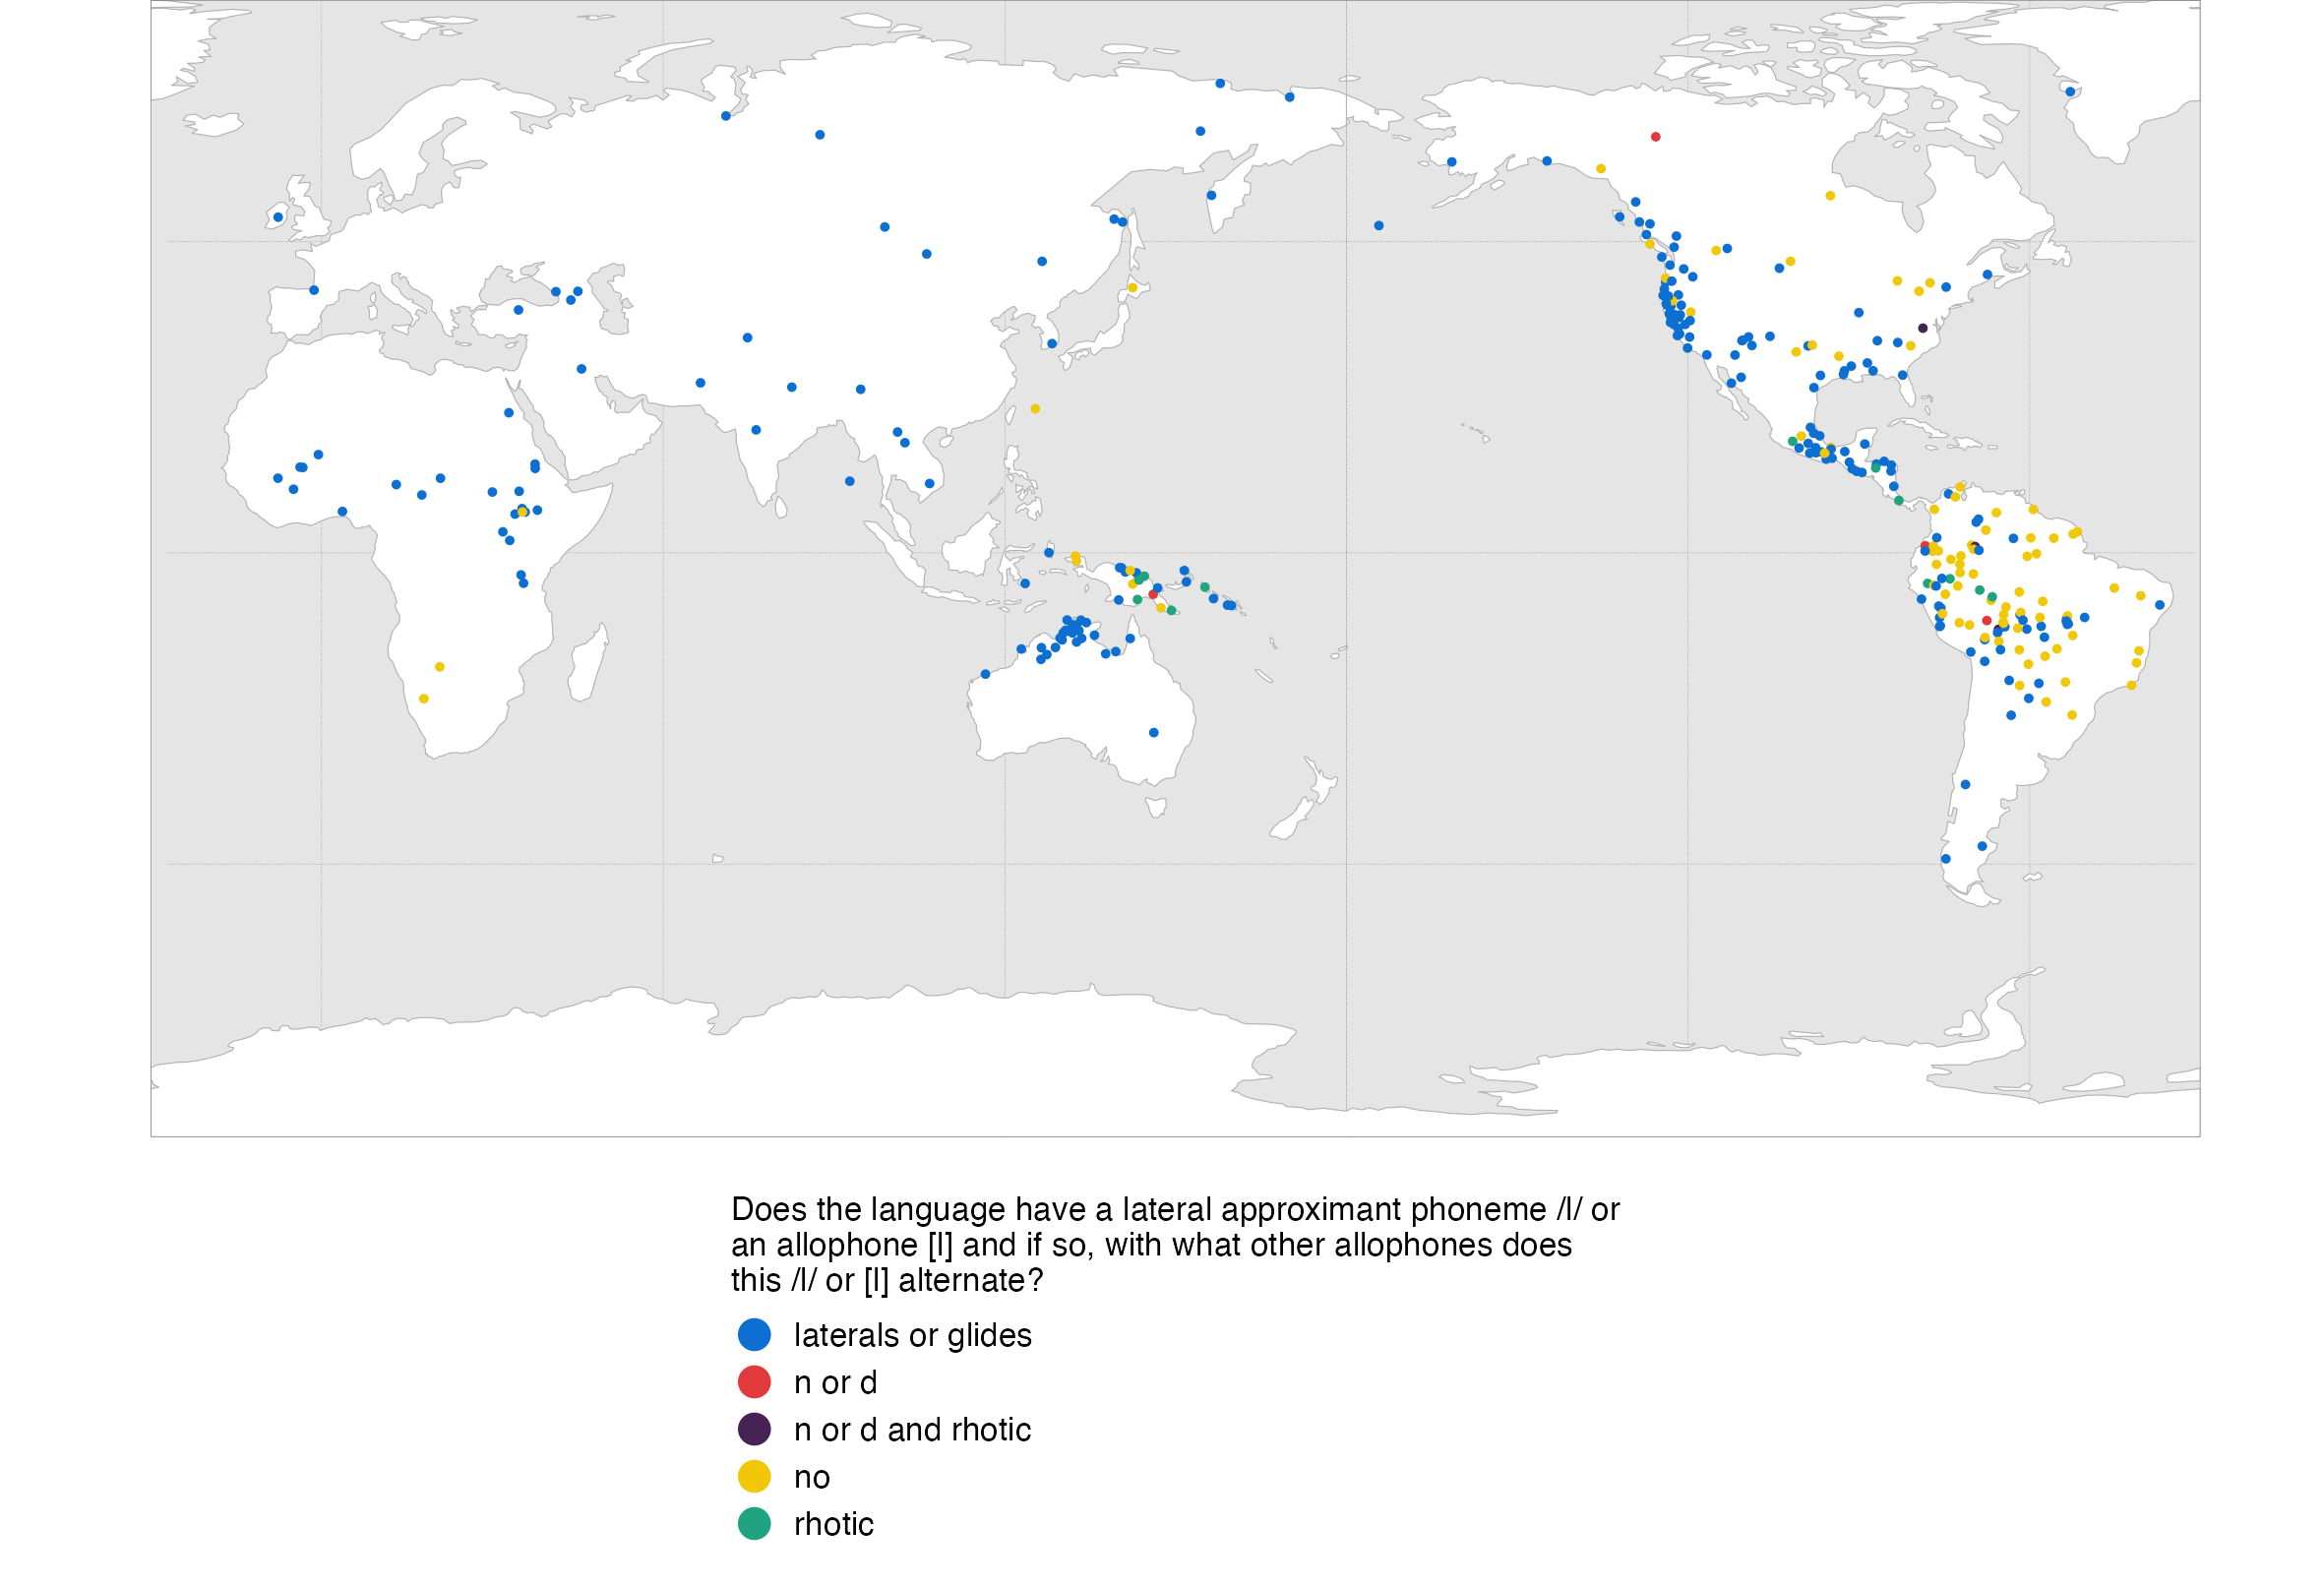 Does the language have a lateral approximant phoneme /l/ or
an allophone [l] and if so, with what other allophones does
this /l/ or [l] alternate?
laterals or glides
n or d
n or d and rhotic
no
rhotic